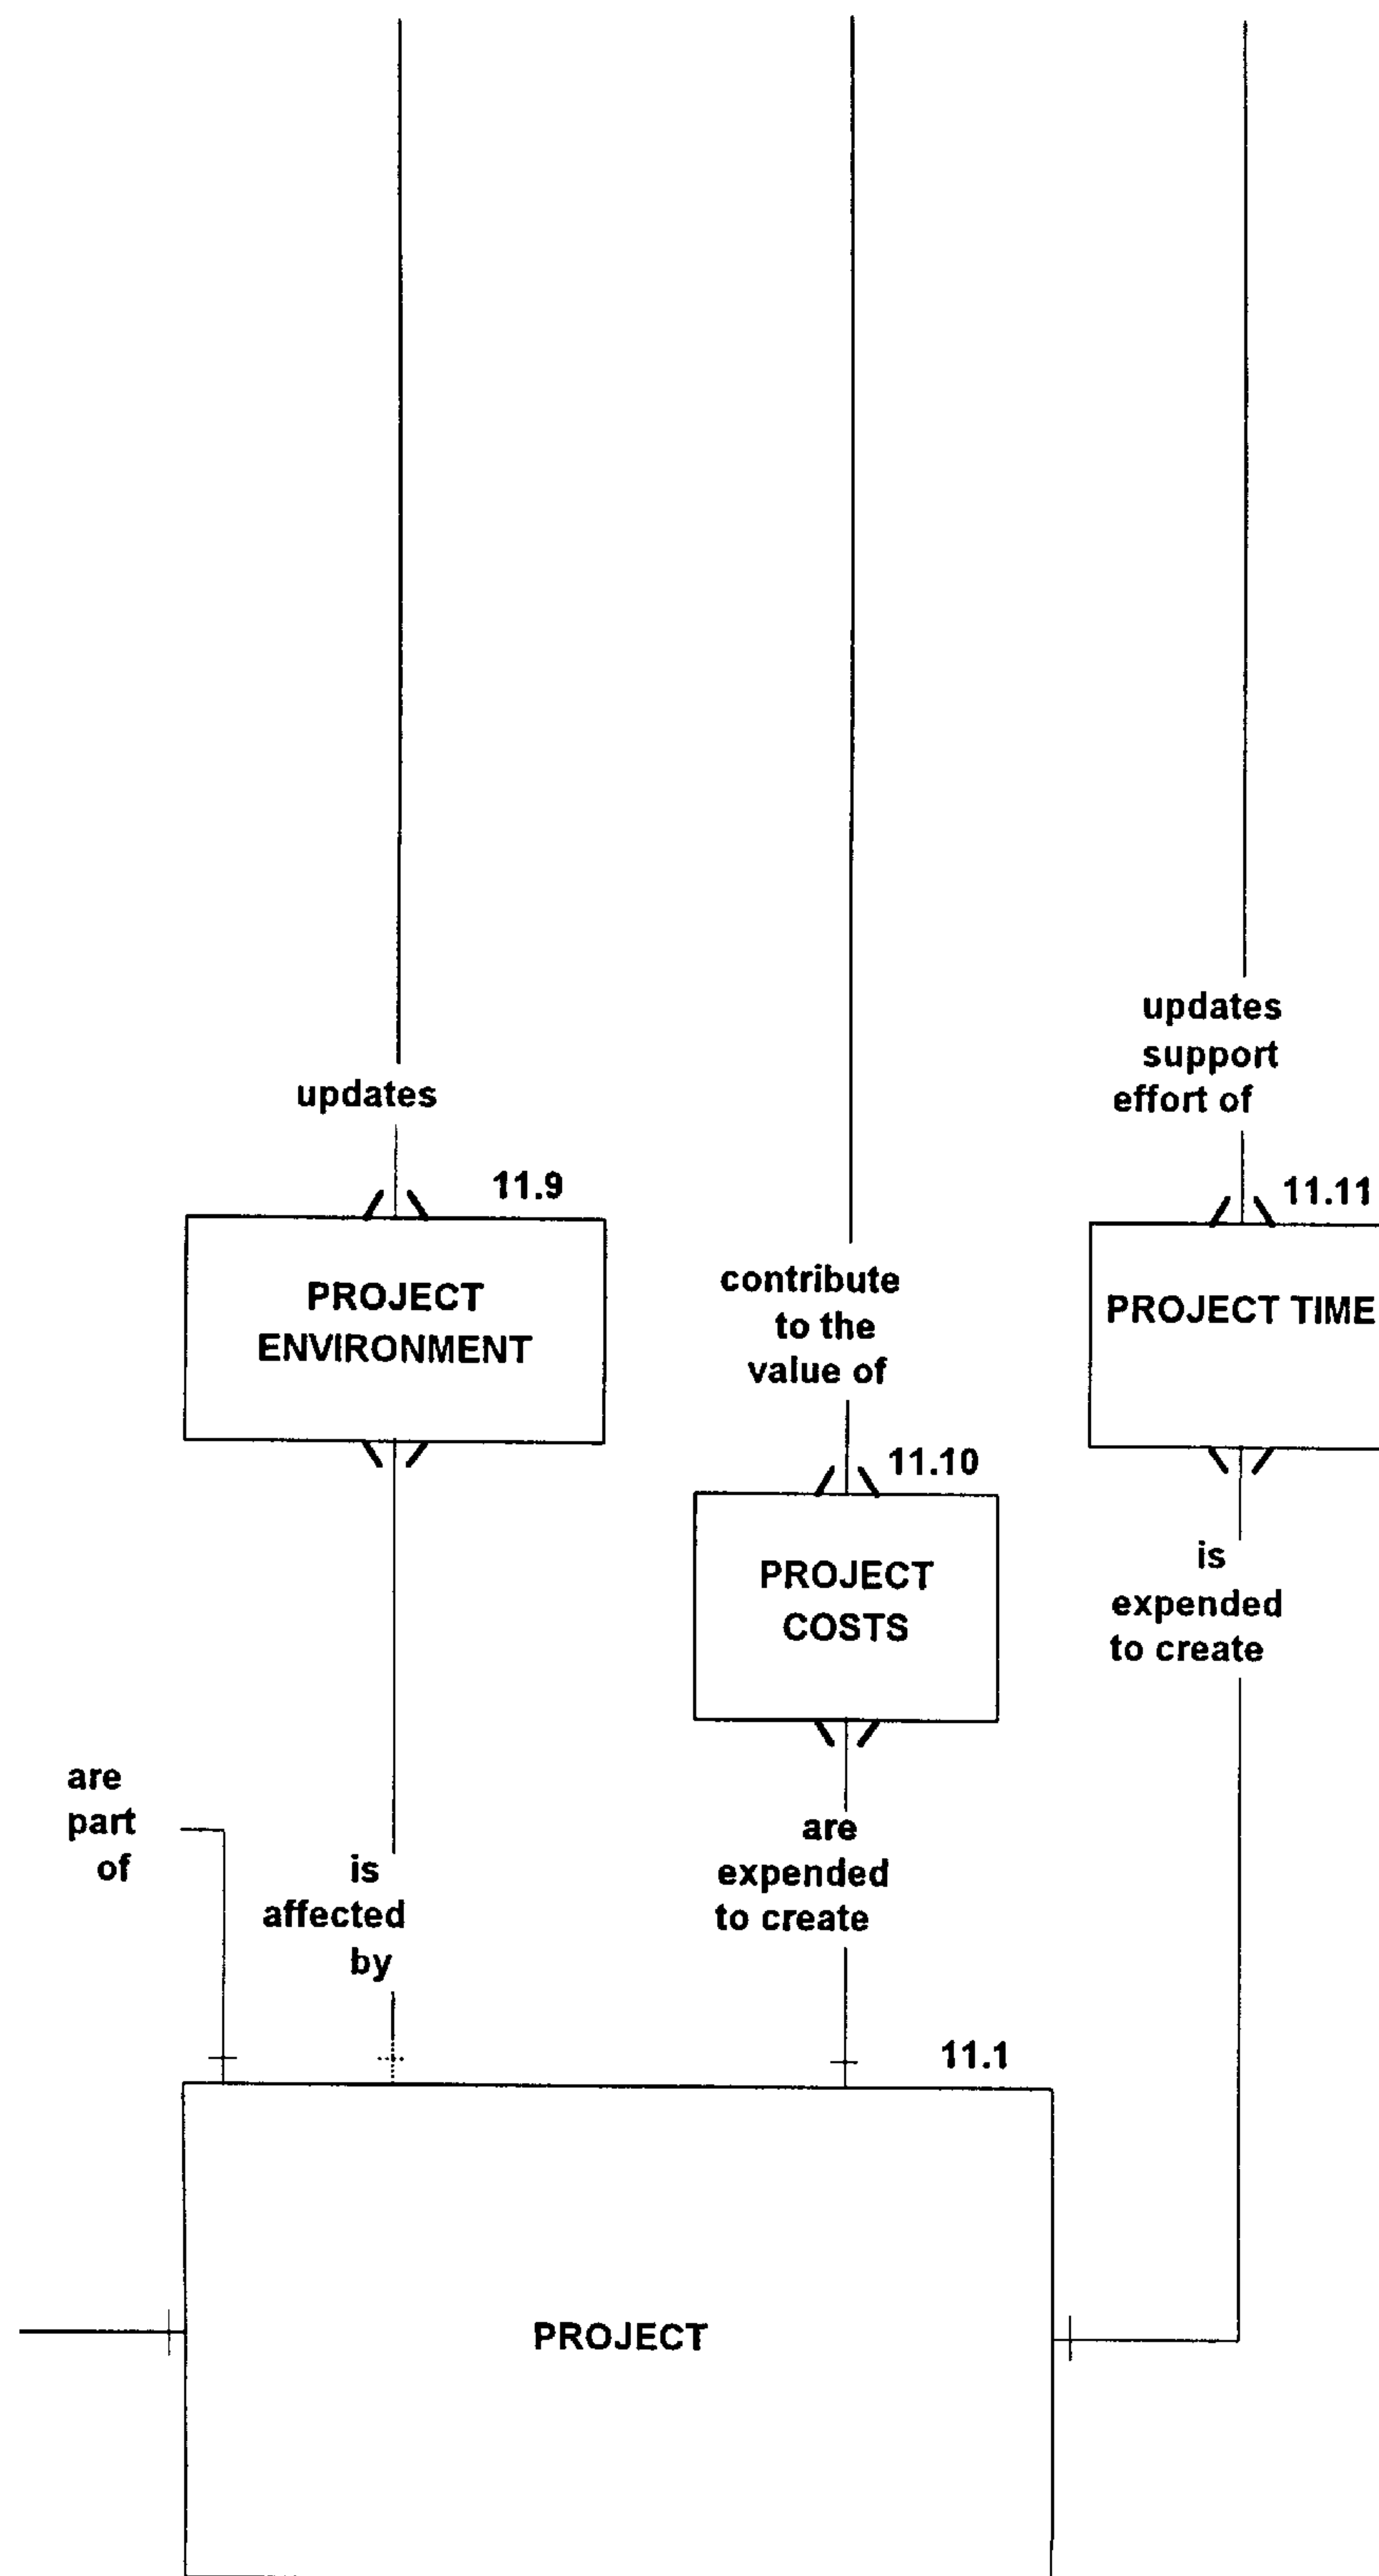 updates
support
effort of
updates
11.9
11.11
PROJECT
ENVIRONMENT
contribute
to the
value of
PROJECT TIME
11.10
PROJECT
COSTS
is
expended
to create
are
part
of
is
affected
by
are
expended
to create
11.1
PROJECT